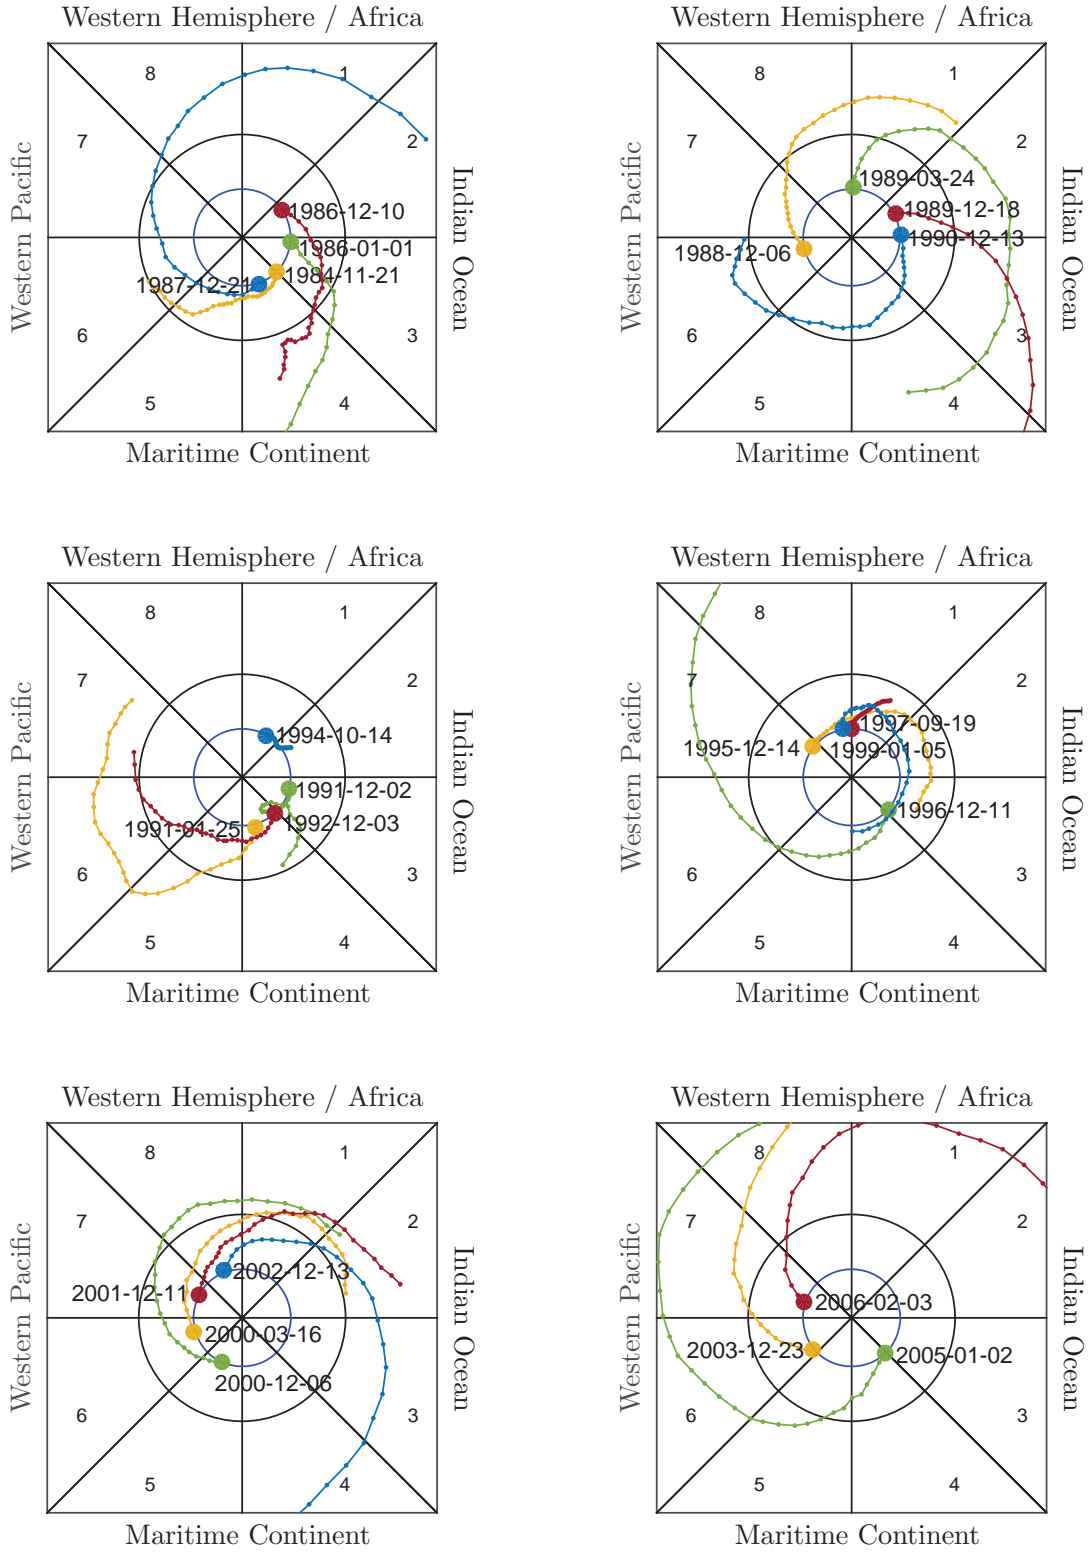 Western Hemisphere / Africa
Western Hemisphere / Africa
8
1
8
1
7
2
7
2
Western Pacific
Indian Ocean
Western Pacific
Indian Ocean
1986-12-10
1986-01-01
1984-11-21
1987-12-21
1989-03-24
1989-12-18
1990-12-13
1988-12-06
6
3
6
3
5
4
5
4
Maritime Continent
Maritime Continent
Western Hemisphere / Africa
Western Hemisphere / Africa
8
1
8
1
7
2
7
2
Western Pacific
Indian Ocean
Western Pacific
Indian Ocean
1994-10-14
1991-12-02
1992-12-03
1991-01-25
1997-09-19
1995-12-14
1999-01-05
1996-12-11
6
3
6
3
5
4
5
4
Maritime Continent
Maritime Continent
Western Hemisphere / Africa
Western Hemisphere / Africa
8
1
8
1
7
2
7
2
Western Pacific
Indian Ocean
Western Pacific
Indian Ocean
2002-12-13
2001-12-11
2000-03-16
2000-12-06
2006-02-03
2003-12-23
2005-01-02
6
3
6
3
5
4
5
4
Maritime Continent
Maritime Continent